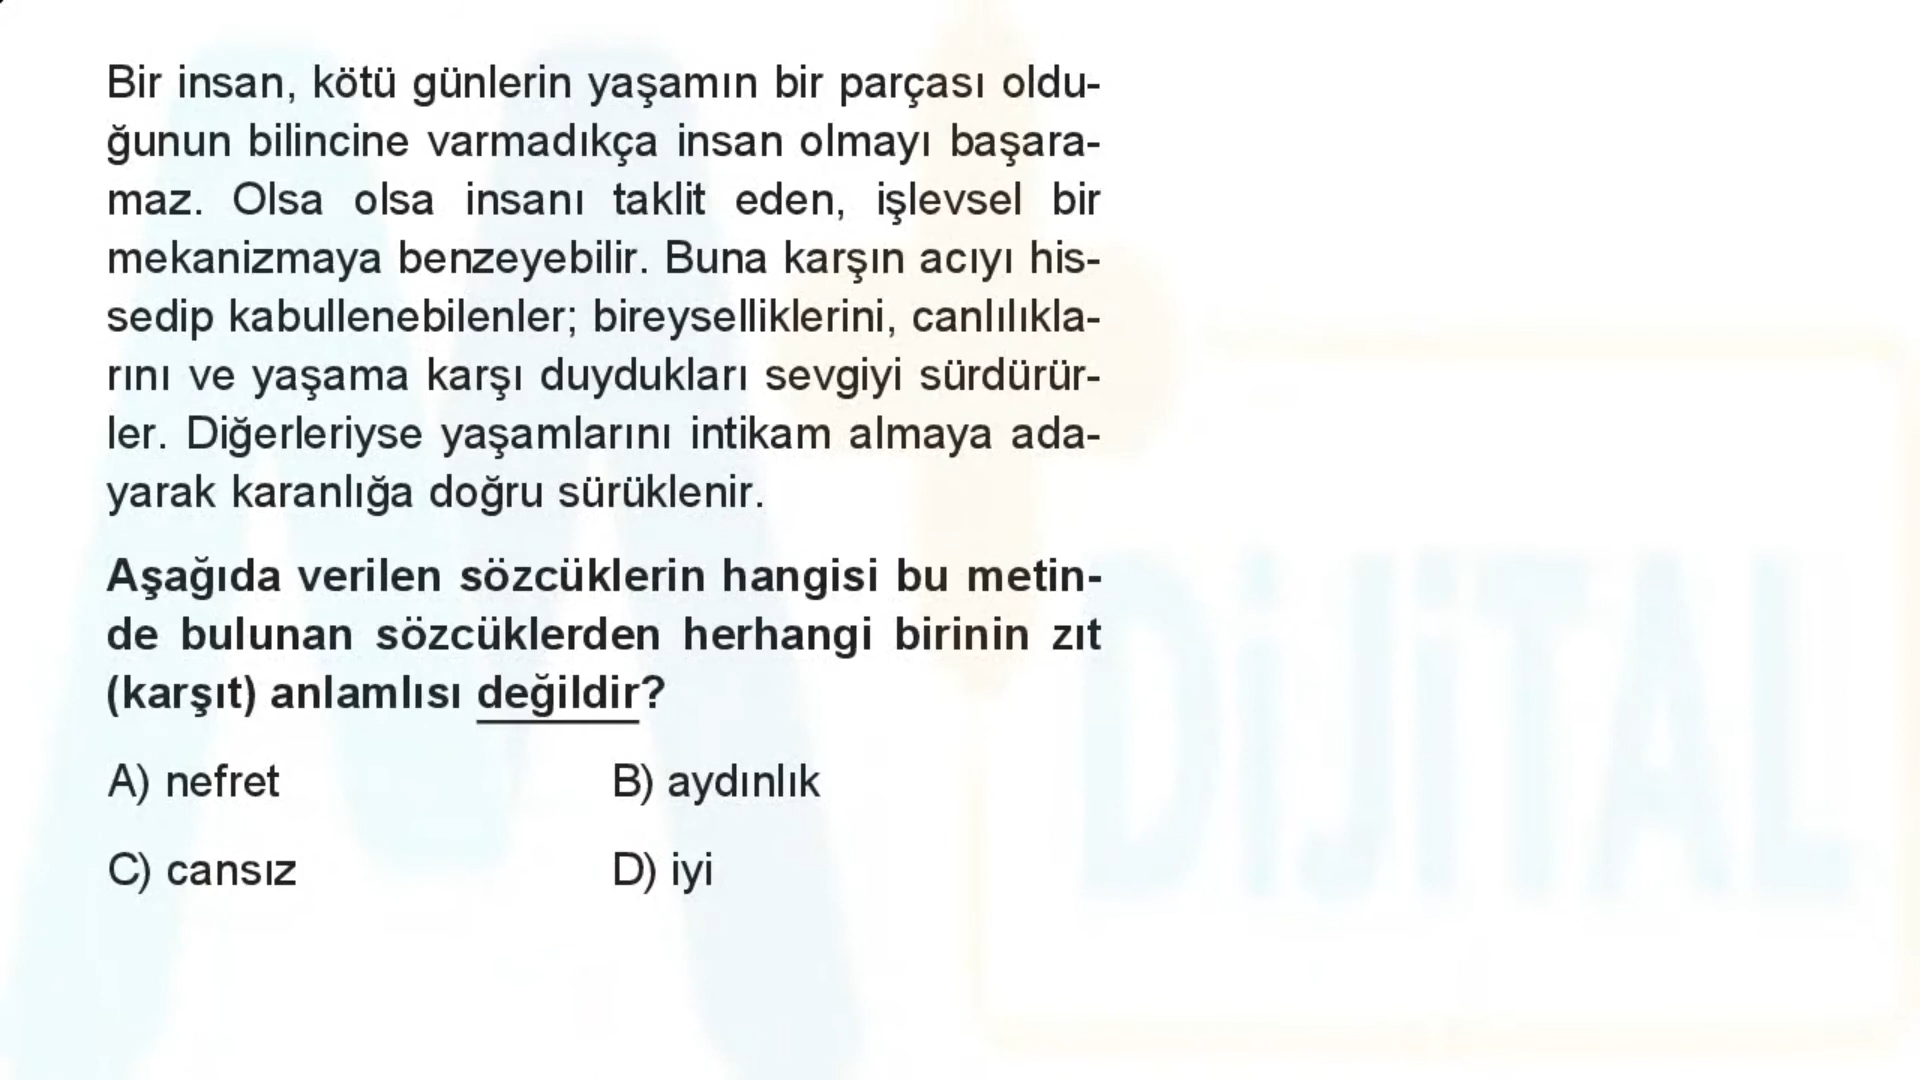 Bir insan, kötü günlerin yaşamın bir parçası oldu-
ğunun bilincine varmadıkça insan olmayı başara-
maz. Olsa olsa insanı taklit eden, işlevsel bir
mekanizmaya benzeyebilir. Buna karşın acıyı his-
sedip kabullenebilenler; bireyselliklerini, canlılıkla-
rını ve yaşama karşı duydukları sevgiyi sürdürür-
ler. Diğerleriyse yaşamlarını intikam almaya ada-
yarak karanlığa doğru sürüklenir.
Aşağıda verilen sözcüklerin hangisi bu metin-
de bulunan sözcüklerden herhangi birinin zıt
(karşıt) anlamlısı değildir?
A) nefret B) aydınlık
C) cansız D) iyi
DİJİTAL